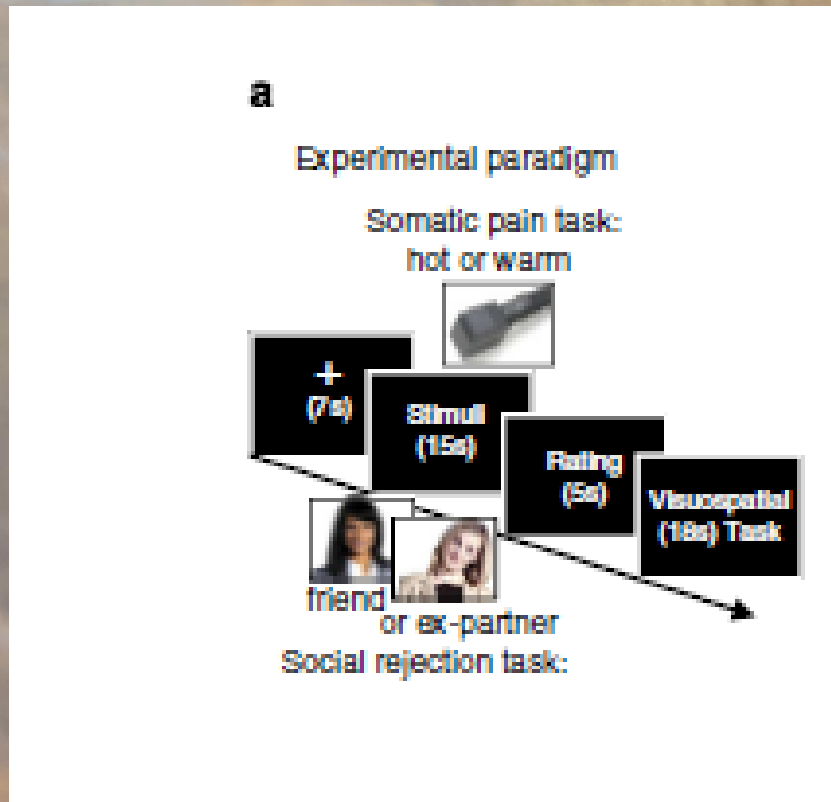 a
Experimental paradigm
Somatic pain task:
hot or warm
+
(7s)
Stimuli
(15s)
Rating
(5s)
Visuospatial
(18s) Task
friend
or ex-partner
Social rejection task: